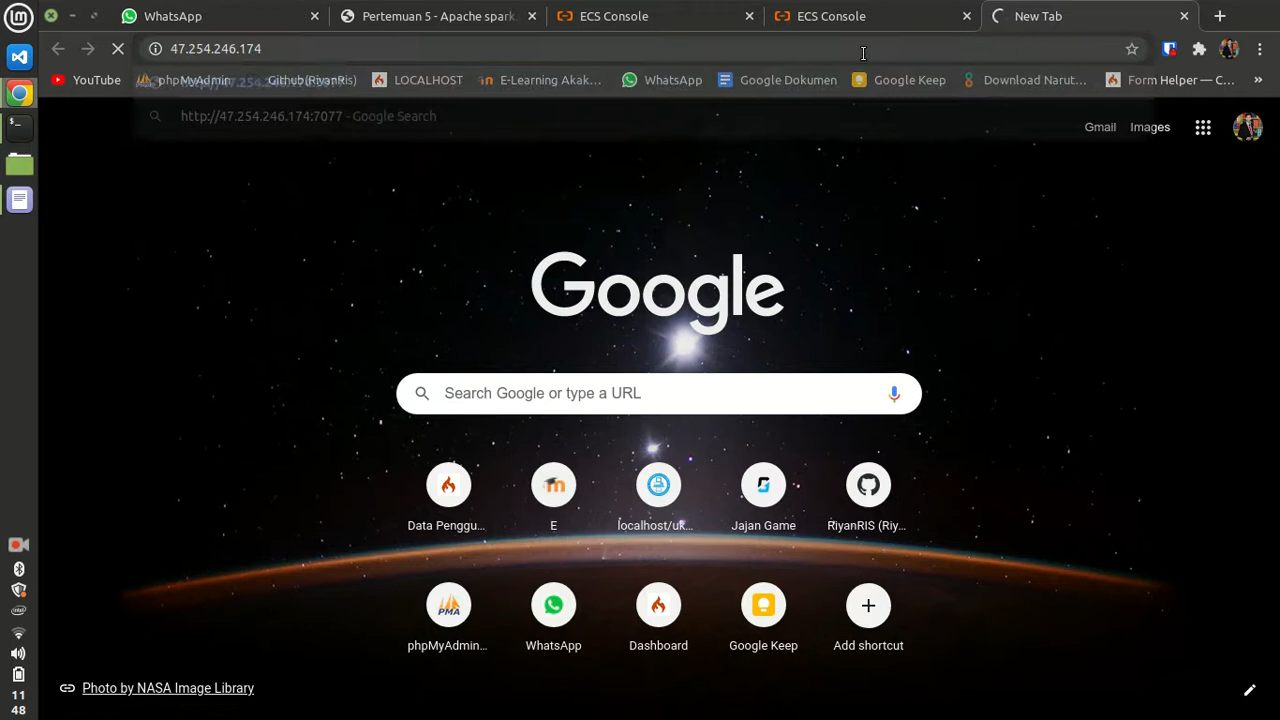 WhatsApp
Pertemuan 5 - Apache spark
ECS Console
ECS Console
New Tab
47.254.246.174
YouTube
phpMyAdmin
Github(RiyanRis)
LOCALHOST
E-Learning Akak...
WhatsApp
Google Dokumen
Google Keep
Download Narut...
Form Helper — C...
»
http://47.254.246.174:7077 - Google Search
Gmail
Images
Google
Search Google or type a URL
Data Penggu...
E
localhost/uk...
Jajan Game
RiyanRIS (Riy...
PMA
phpMyAdmin...
WhatsApp
Dashboard
Google Keep
Add shortcut
Photo by NASA Image Library
11
48